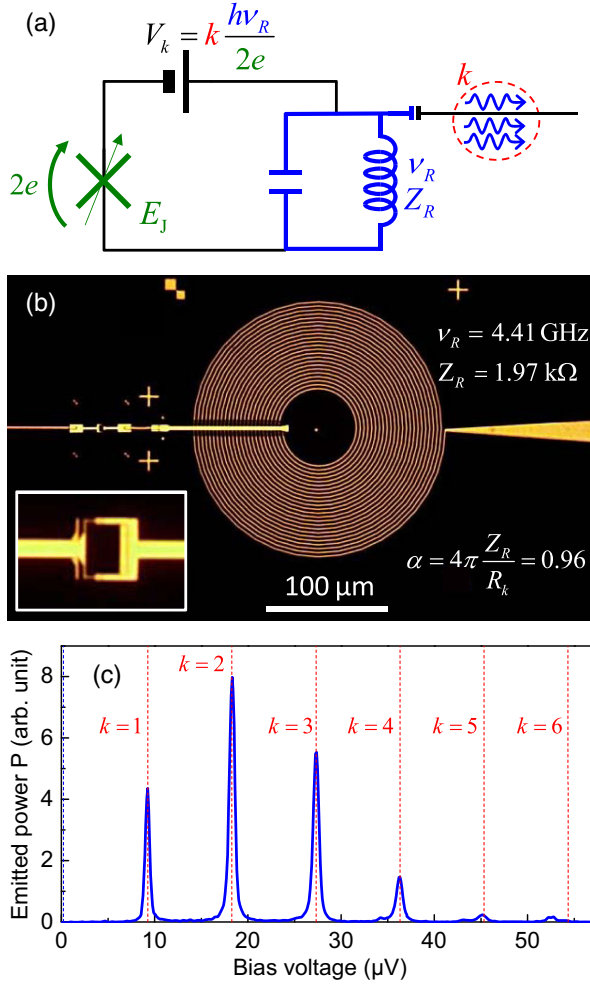 (a)
V_k = k hν_R / 2e
k
2e
E_J
ν_R
Z_R
(b)
ν_R = 4.41 GHz
Z_R = 1.97 kΩ
α = 4π Z_R / R_k = 0.96
100 µm
(c)
k = 1
k = 2
k = 3
k = 4
k = 5
k = 6
Emitted power P (arb. unit)
8
6
4
2
0
0 10 20 30 40 50
Bias voltage (µV)